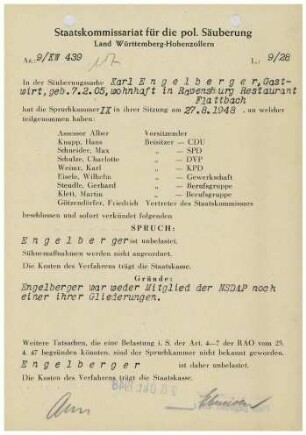 Staatskommissariat für die pol. Säuberung
Land Württemberg-Hohenzollern
Az. 9/KW 439
L: 9/28
In der Säuberungssache Karl Engelberger, Gast-
wirt, geb. 7.2.05, wohnhaft in Ravensburg Restaurant
Flattbach
hat die Spruchkammer IX in ihrer Sitzung am 27.8.1948 , an welcher
teilgenommen haben:
Assessor Alber Vorsitzender
Knapp, Hans Beisitzer — CDU
Schneider, Max — SPD
Schulze, Charlotte — DVP
Weimr, Karl — KPD
Eisele, Wilhelm — Gewerkschaft
Steudle, Gerhard — Berufsgruppe
Klett, Martin — Berufsgruppe
Götzendörfer, Friedrich Vertreter des Staatskommissars
beschlossen und sofort verkündet folgenden
SPRUCH:
Engelberger ist unbelastet.
Sühnemaßnahmen werden nicht angeordnet.
Die Kosten des Verfahrens trägt die Staatskasse.
Gründe:
Engelberger war weder Mitglied der NSDAP noch
einer ihrer Gliederungen.
Weitere Tatsachen, die eine Belastung i. S. der Art. 4—7 der RAO vom 25.
4. 47 begründen könnten, sind der Spruchkammer nicht bekannt geworden.
Engelberger ist daher unbelastet.
Die Kosten des Verfahrens trägt die Staatskasse.